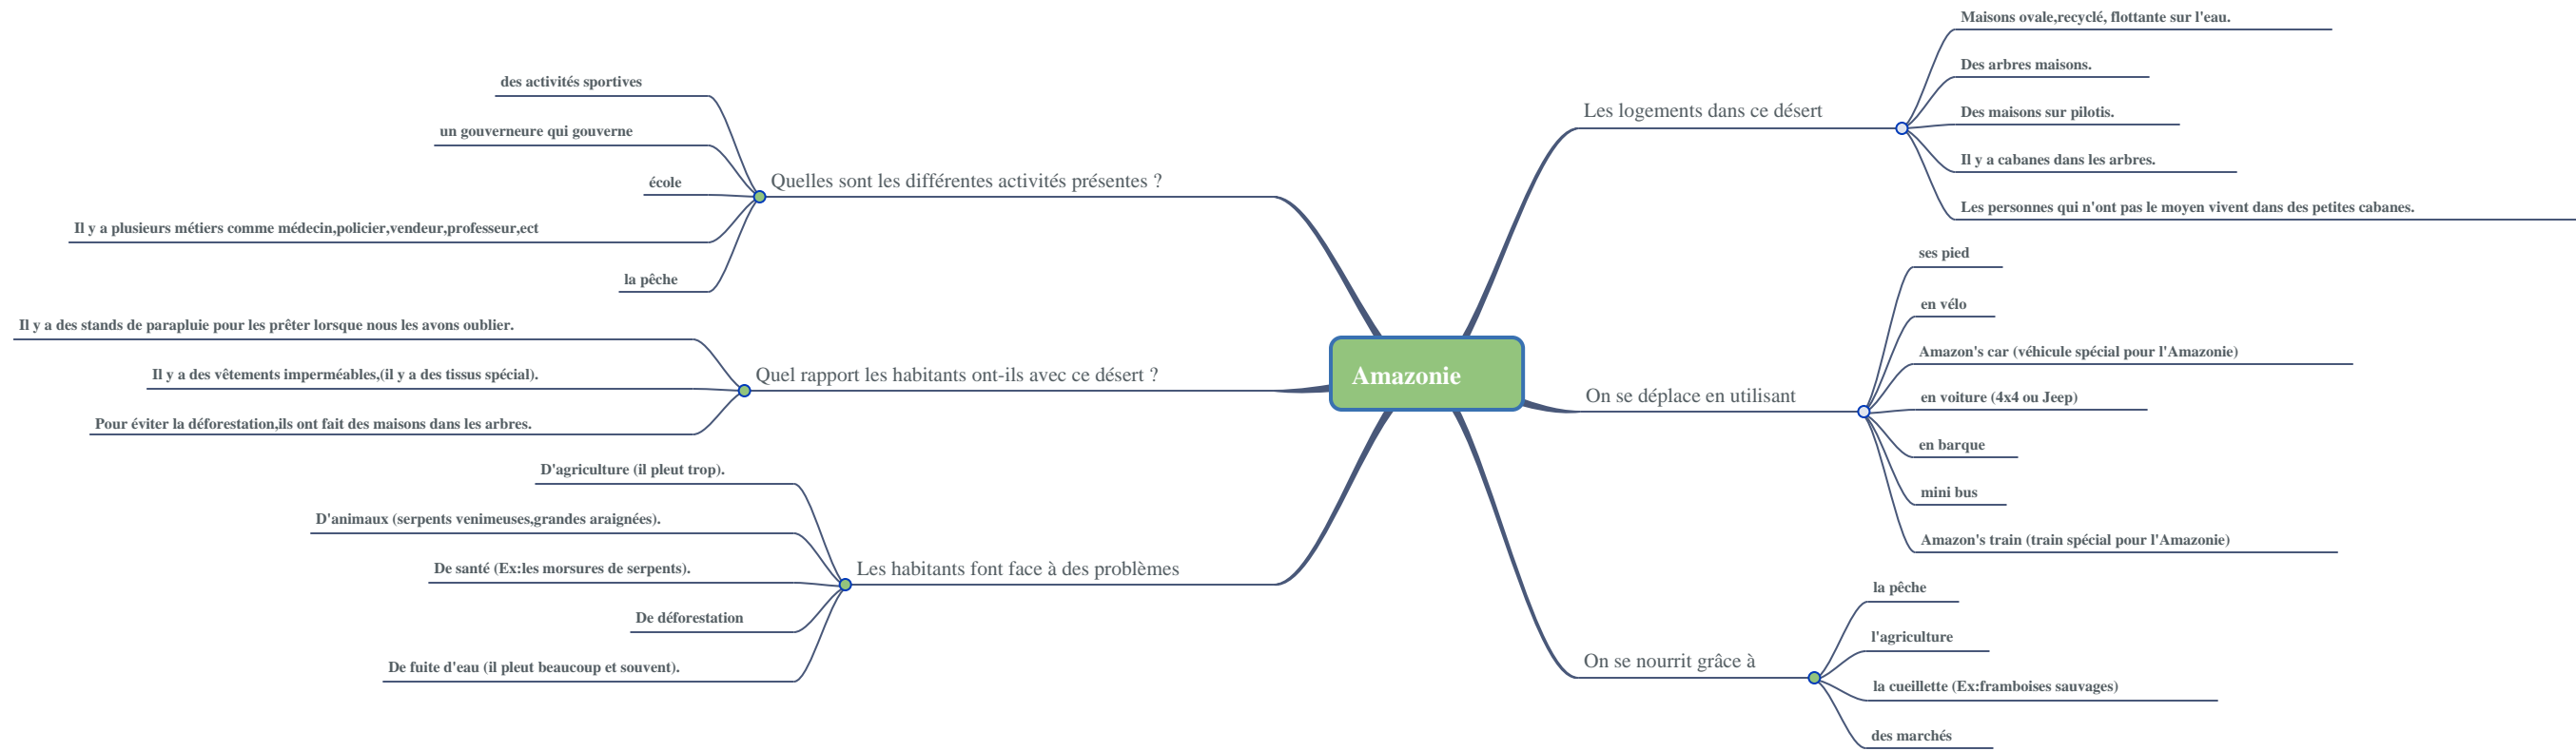 Amazonie
Quelles sont les différentes activités présentes ?
des activités sportives
un gouverneure qui gouverne
école
Il y a plusieurs métiers comme médecin,policier,vendeur,professeur,ect
la pêche
Quel rapport les habitants ont-ils avec ce désert ?
Il y a des stands de parapluie pour les prêter lorsque nous les avons oublier.
Il y a des vêtements imperméables,(il y a des tissus spécial).
Pour éviter la déforestation,ils ont fait des maisons dans les arbres.
Les habitants font face à des problèmes
D'agriculture (il pleut trop).
D'animaux (serpents venimeuses,grandes araignées).
De santé (Ex:les morsures de serpents).
De déforestation
De fuite d'eau (il pleut beaucoup et souvent).
Les logements dans ce désert
Maisons ovale,recyclé, flottante sur l'eau.
Des arbres maisons.
Des maisons sur pilotis.
Il y a cabanes dans les arbres.
Les personnes qui n'ont pas le moyen vivent dans des petites cabanes.
On se déplace en utilisant
ses pied
en vélo
Amazon's car (véhicule spécial pour l'Amazonie)
en voiture (4x4 ou Jeep)
en barque
mini bus
Amazon's train (train spécial pour l'Amazonie)
On se nourrit grâce à
la pêche
l'agriculture
la cueillette (Ex:framboises sauvages)
des marchés